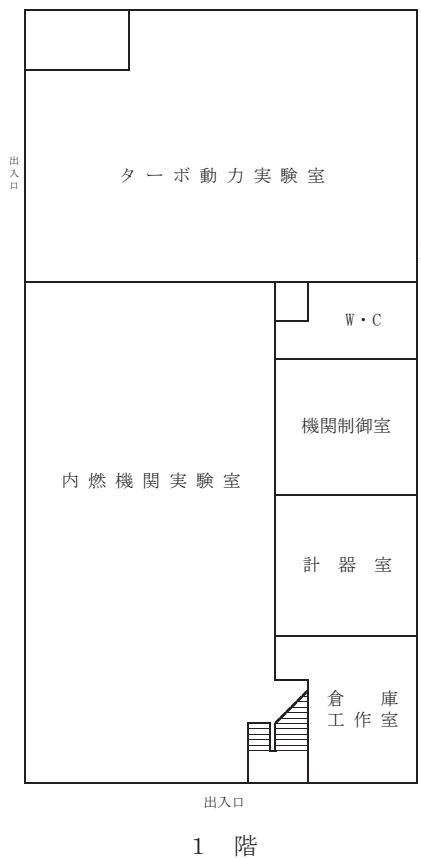 出入口
ターボ動力実験室
W・C
機関制御室
内燃機関実験室
計器室
倉庫
工作室
出入口
1 階